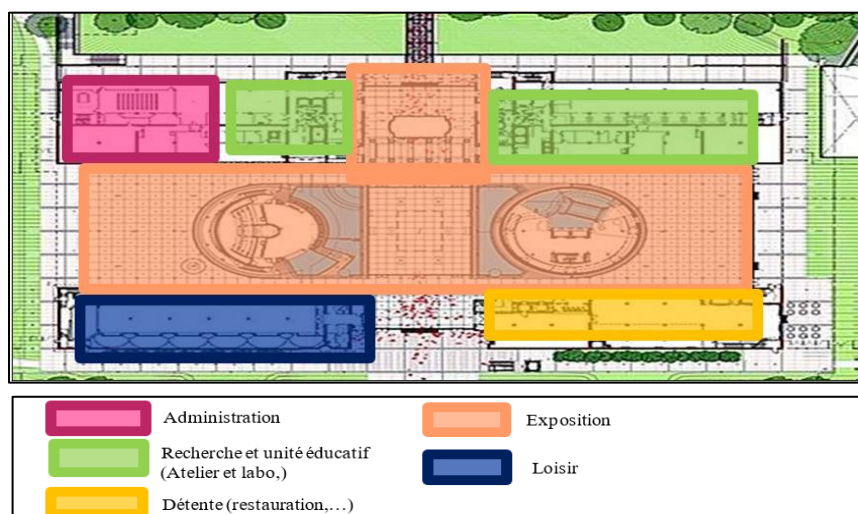 Administration
Exposition
Recherche et unité éducatif
(Atelier et labo,)
Loisir
Détente (restauration,…)